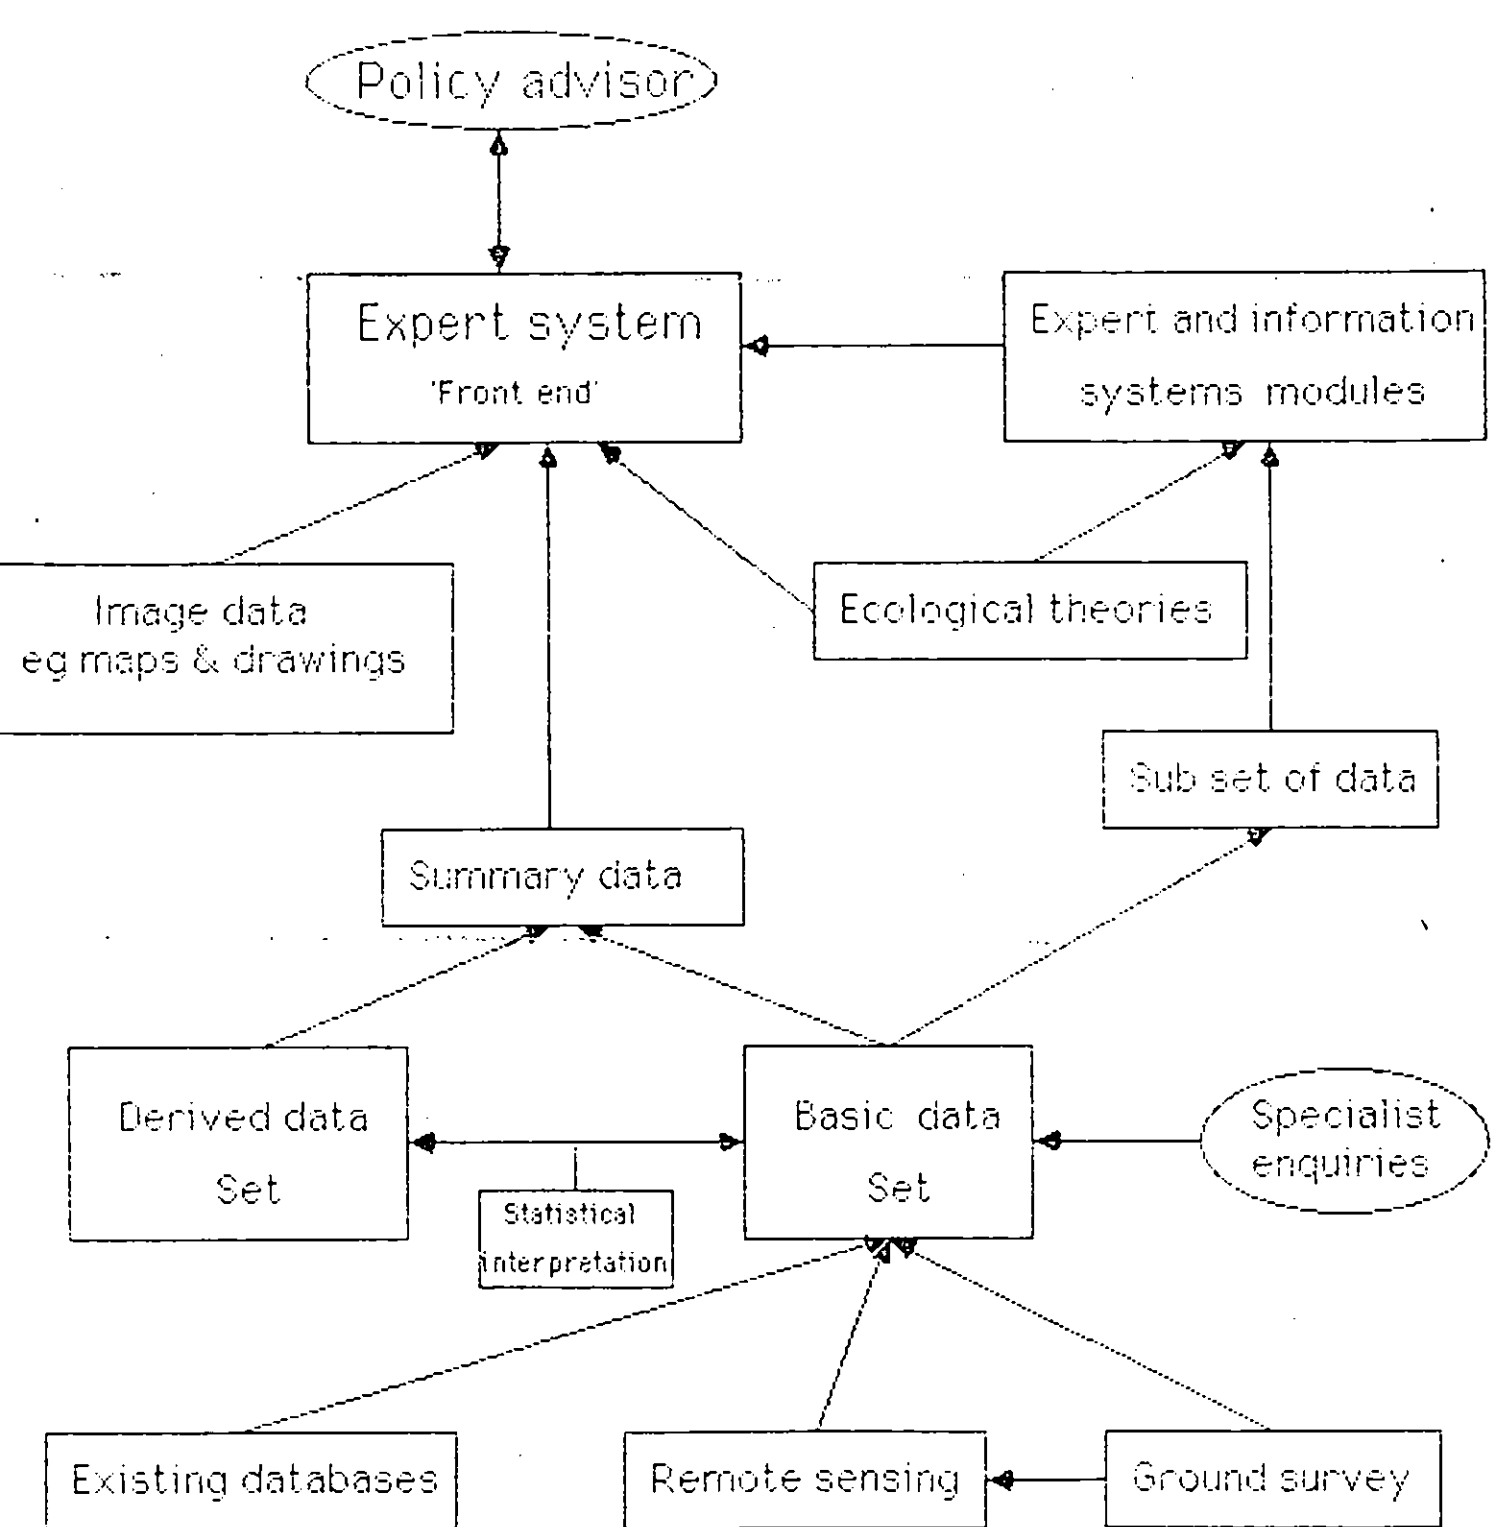 Policy advisor
Expert system
'Front end'
Expert and information
systems modules
Image data
eg maps & drawings
Ecological theories
Sub set of data
Summary data
Derived data
Set
Basic data
Set
Specialist
enquiries
Statistical
interpretation
Existing databases
Remote sensing
Ground survey